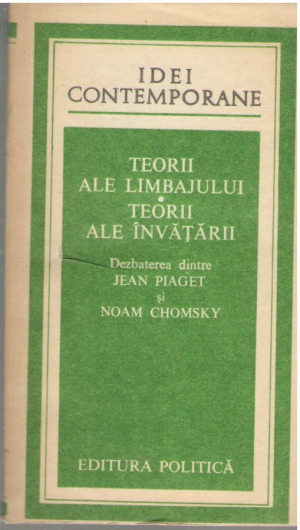 IDEI
CONTEMPORANE
TEORII
ALE LIMBAJULUI
•
TEORII
ALE ÎNVĂȚĂRII
Dezbaterea dintre
JEAN PIAGET
și
NOAM CHOMSKY
EDITURA POLITICĂ